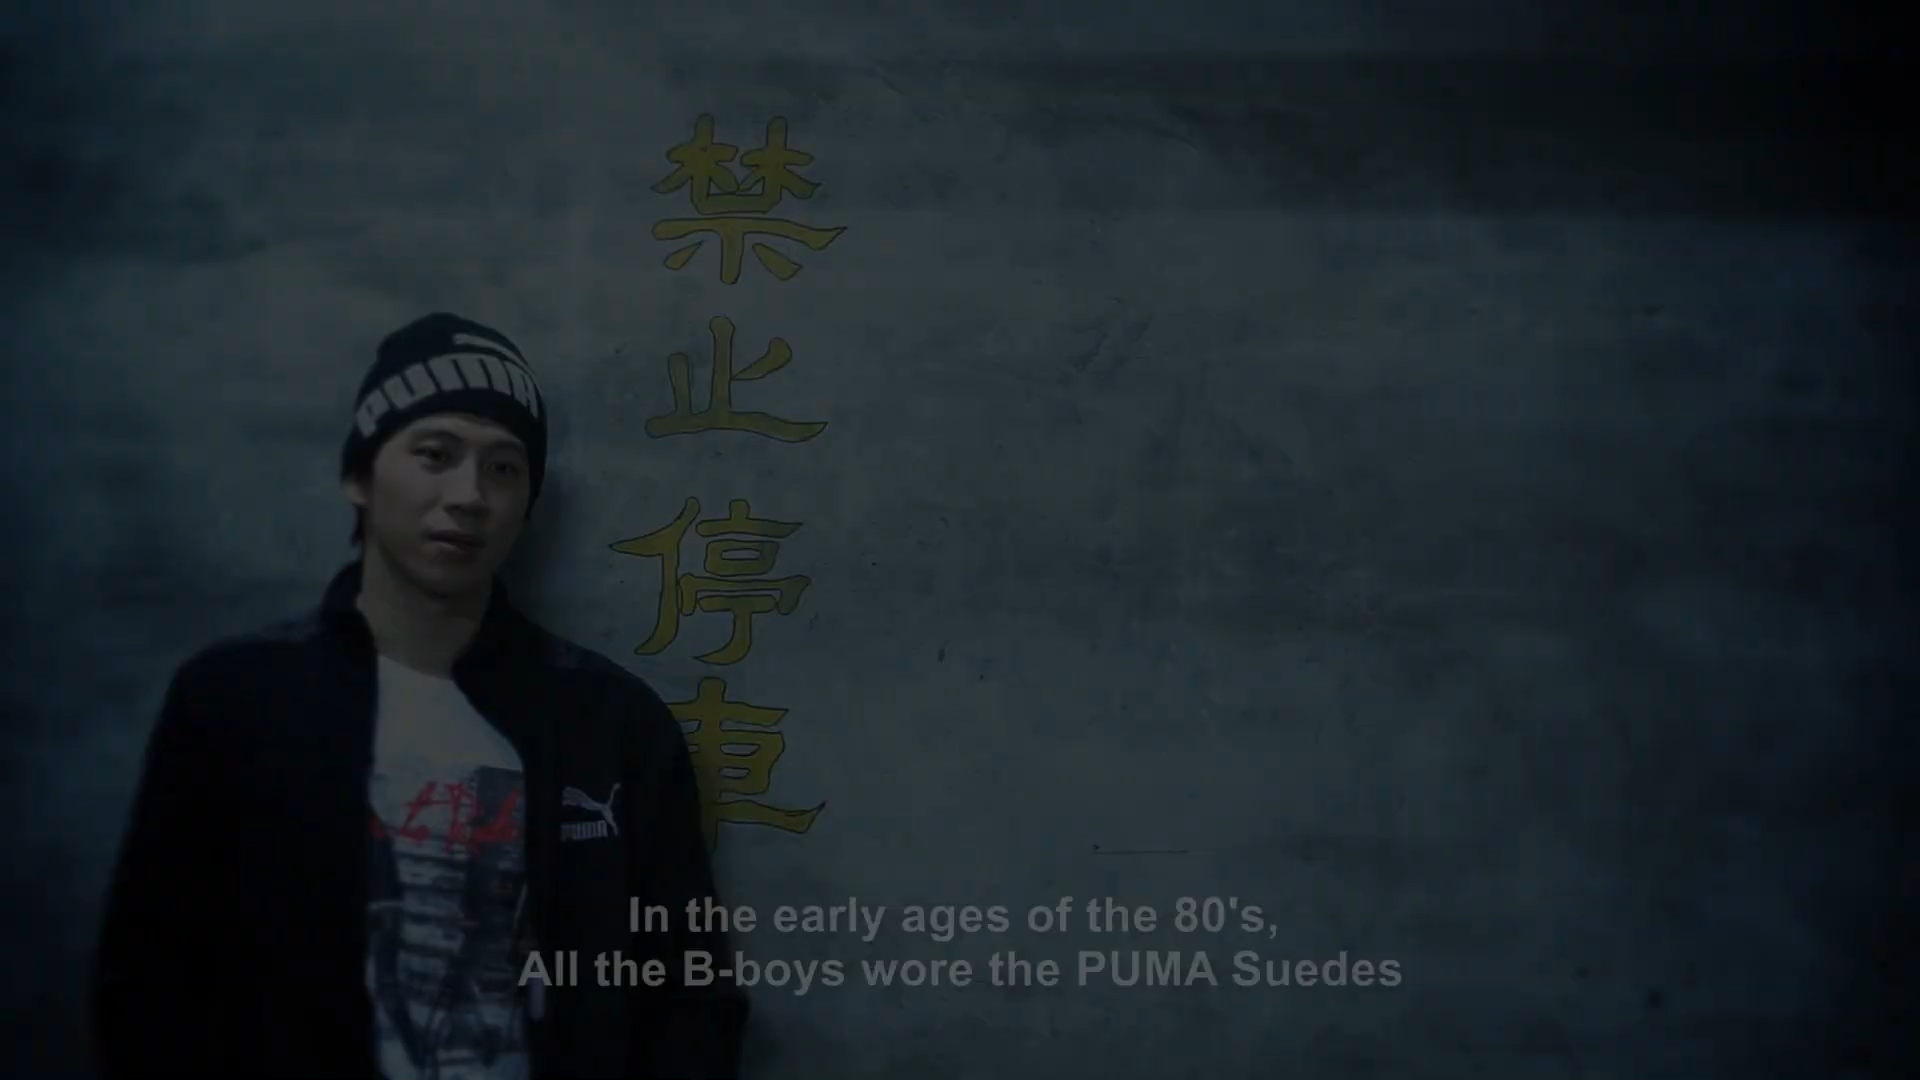 禁止停車
PUMA
PUMA
In the early ages of the 80's,
All the B-boys wore the PUMA Suedes